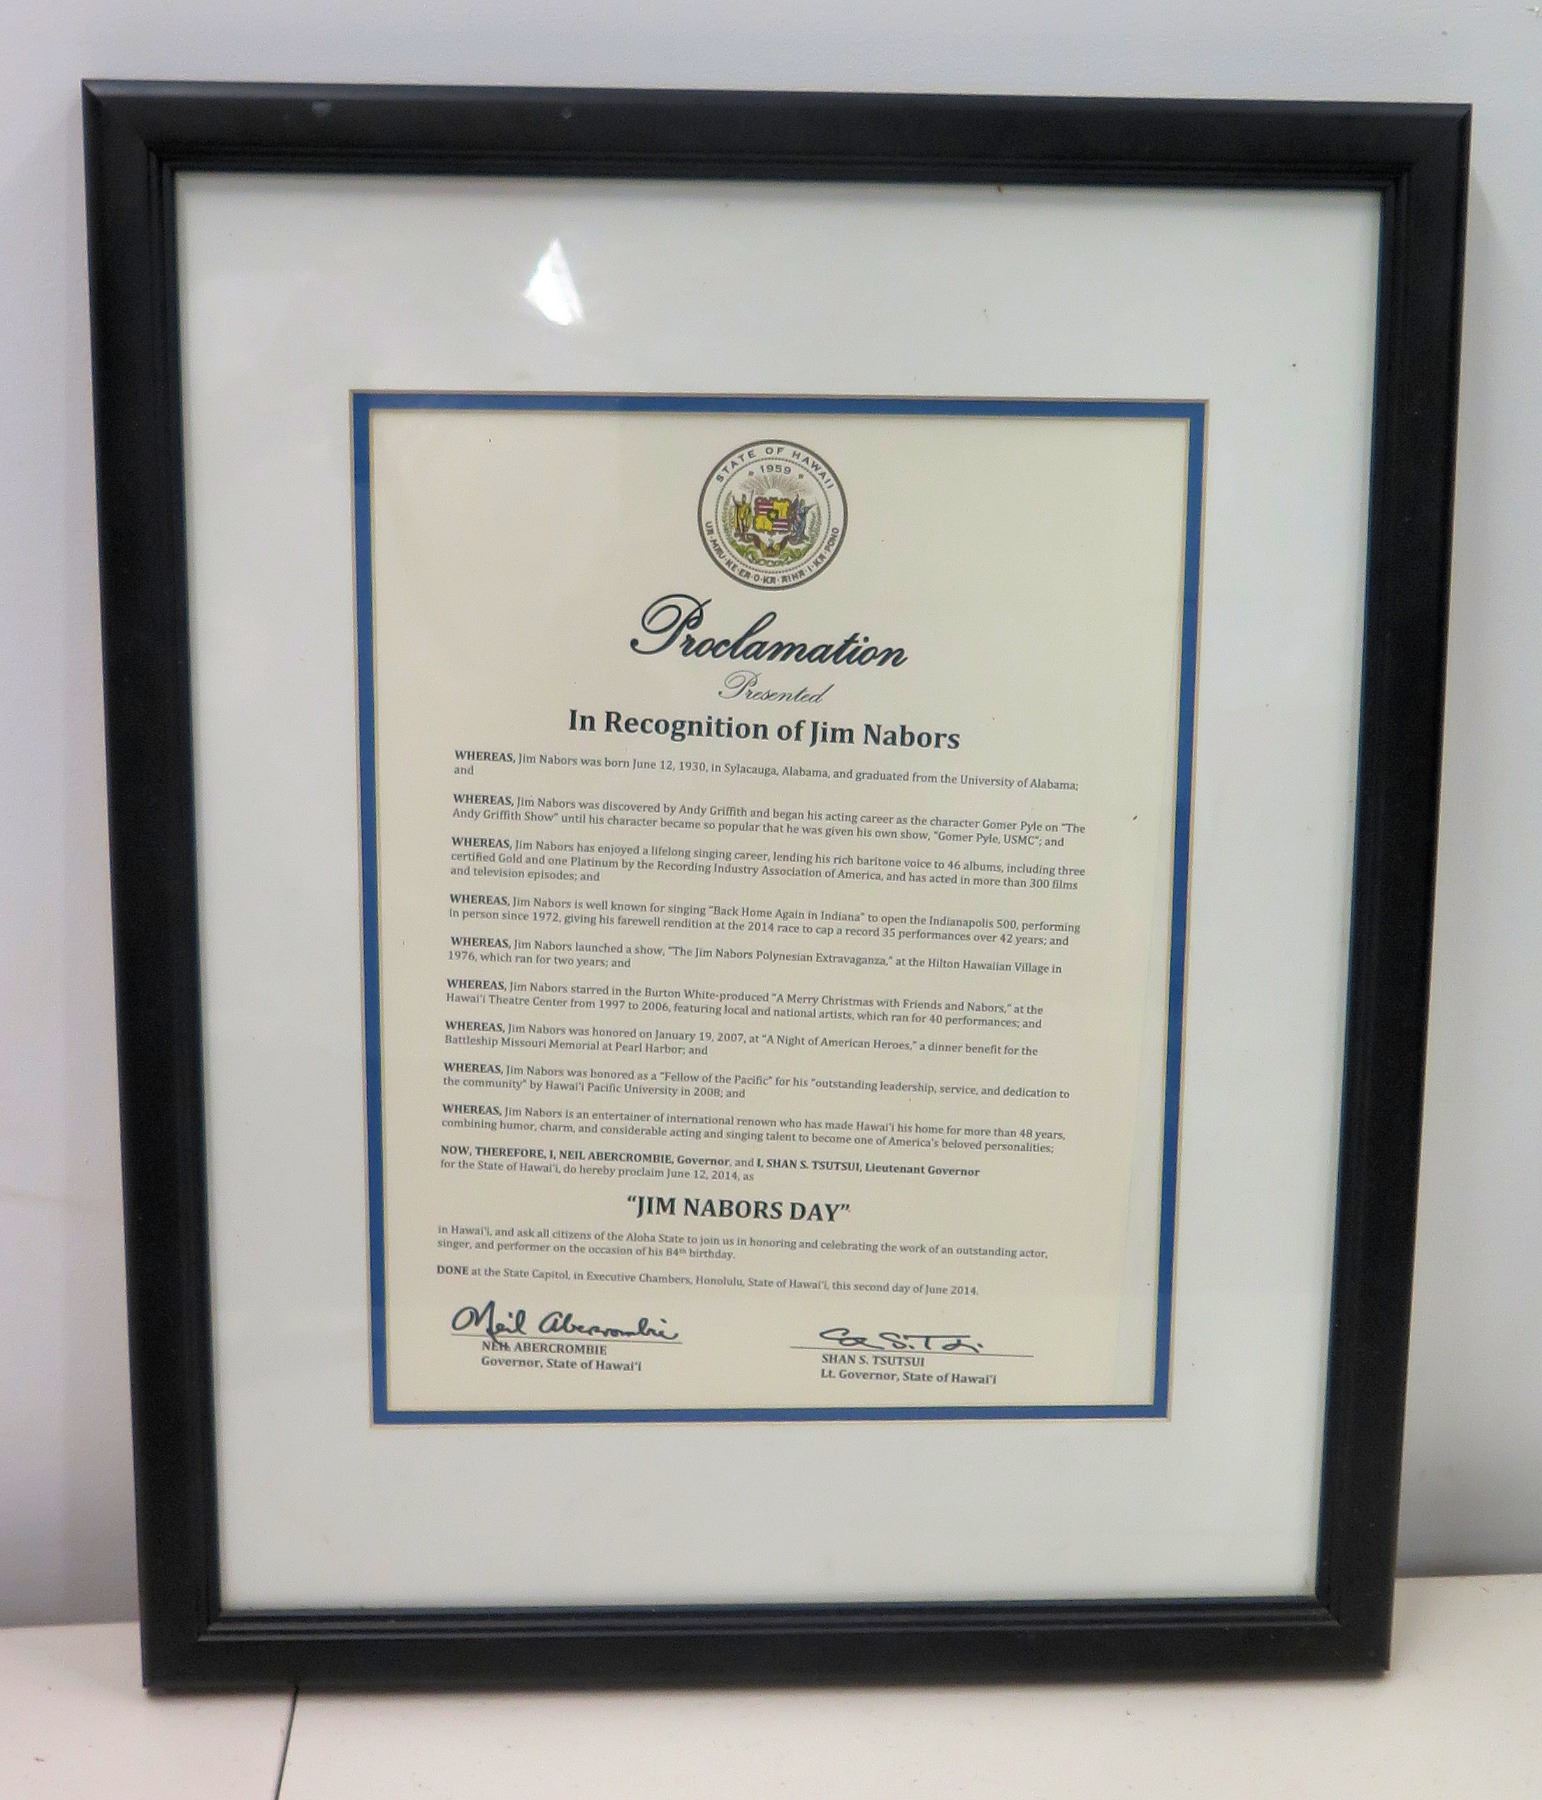 STATE OF HAWAII
1959
UA·MAU·KE·EA·O·KA·AINA·I·KA·PONO
Proclamation
Presented
In Recognition of Jim Nabors
WHEREAS, Jim Nabors was born June 12, 1930, in Sylacauga, Alabama, and graduated from the University of Alabama;
and
WHEREAS, Jim Nabors was discovered by Andy Griffith and began his acting career as the character Gomer Pyle on "The
Andy Griffith Show" until his character became so popular that he was given his own show, "Gomer Pyle, USMC"; and
WHEREAS, Jim Nabors has enjoyed a lifelong singing career, lending his rich baritone voice to 46 albums, including three
certified Gold and one Platinum by the Recording Industry Association of America, and has acted in more than 300 films
and television episodes; and
WHEREAS, Jim Nabors is well known for singing "Back Home Again in Indiana" to open the Indianapolis 500, performing
in person since 1972, giving his farewell rendition at the 2014 race to cap a record 35 performances over 42 years; and
WHEREAS, Jim Nabors launched a show, "The Jim Nabors Polynesian Extravaganza," at the Hilton Hawaiian Village in
1976, which ran for two years; and
WHEREAS, Jim Nabors starred in the Burton White-produced "A Merry Christmas with Friends and Nabors," at the
Hawai'i Theatre Center from 1997 to 2006, featuring local and national artists, which ran for 40 performances; and
WHEREAS, Jim Nabors was honored on January 19, 2007, at "A Night of American Heroes," a dinner benefit for the
Battleship Missouri Memorial at Pearl Harbor; and
WHEREAS, Jim Nabors was honored as a "Fellow of the Pacific" for his "outstanding leadership, service, and dedication to
the community" by Hawai'i Pacific University in 2008; and
WHEREAS, Jim Nabors is an entertainer of international renown who has made Hawai'i his home for more than 48 years,
combining humor, charm, and considerable acting and singing talent to become one of America's beloved personalities;
NOW, THEREFORE, I, NEIL ABERCROMBIE, Governor, and I, SHAN S. TSUTSUI, Lieutenant Governor
for the State of Hawai'i, do hereby proclaim June 12, 2014, as
"JIM NABORS DAY"
in Hawai'i, and ask all citizens of the Aloha State to join us in honoring and celebrating the work of an outstanding actor,
singer, and performer on the occasion of his 84th birthday.
DONE at the State Capitol, in Executive Chambers, Honolulu, State of Hawai'i, this second day of June 2014.
Neil Abercrombie
NEIL ABERCROMBIE
Governor, State of Hawai'i
SHAN S. TSUTSUI
Lt. Governor, State of Hawai'i